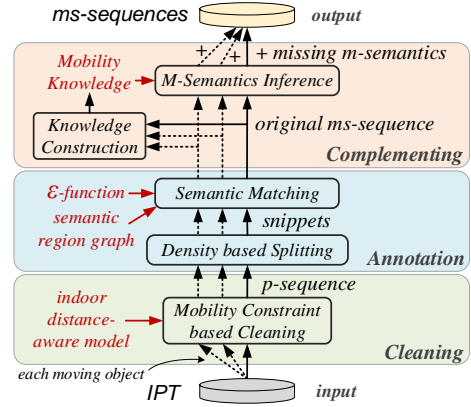 ms-sequences
output
+ + + missing m-semantics
Mobility
Knowledge
M-Semantics Inference
Knowledge
Construction
original ms-sequence
Complementing
ε-function
semantic
region graph
Semantic Matching
snippets
Density based Splitting
Annotation
p-sequence
indoor
distance-
aware model
Mobility Constraint
based Cleaning
Cleaning
each moving object
IPT
input